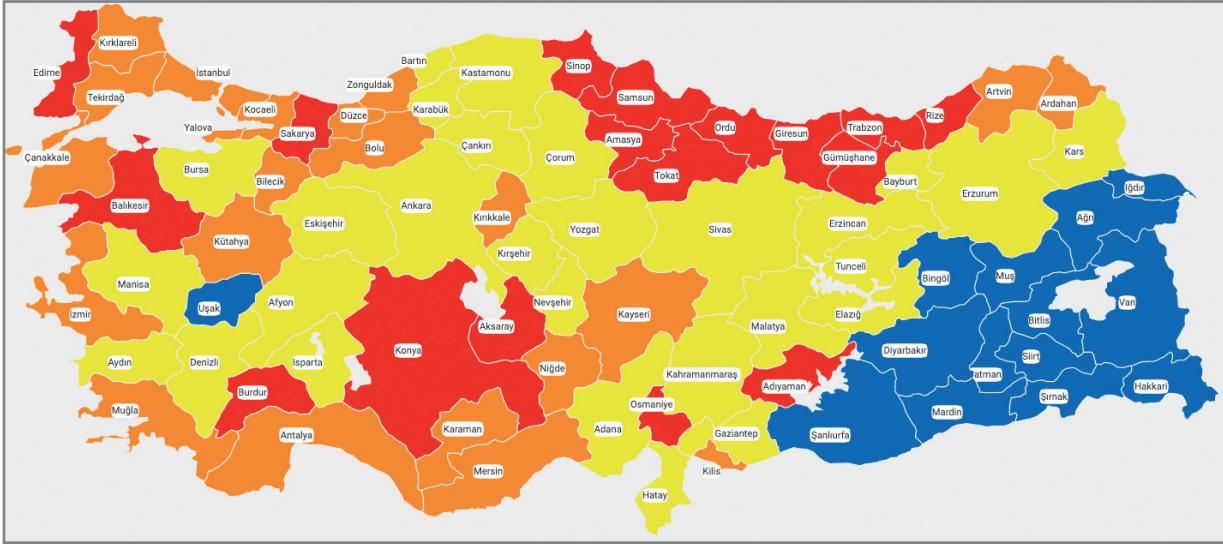 Kırklareli
Edirne
İstanbul
Tekirdağ
Kocaeli
Yalova
Sakarya
Düzce
Zonguldak
Bartın
Karabük
Kastamonu
Sinop
Samsun
Çankırı
Çorum
Amasya
Ordu
Giresun
Trabzon
Rize
Artvin
Ardahan
Bolu
Tokat
Gümüşhane
Bayburt
Erzurum
Kars
Iğdır
Çanakkale
Bursa
Bilecik
Balıkesir
Kütahya
Eskişehir
Ankara
Kırıkkale
Kırşehir
Yozgat
Sivas
Erzincan
Ağrı
Tunceli
Bingöl
Muş
Manisa
Uşak
Afyon
İzmir
Nevşehir
Aksaray
Kayseri
Malatya
Elazığ
Bitlis
Van
Aydın
Denizli
Isparta
Konya
Niğde
Kahramanmaraş
Adıyaman
Diyarbakır
Siirt
atman
Hakkari
Burdur
Muğla
Antalya
Karaman
Mersin
Adana
Osmaniye
Gaziantep
Kilis
Şanlıurfa
Mardin
Şırnak
Hatay